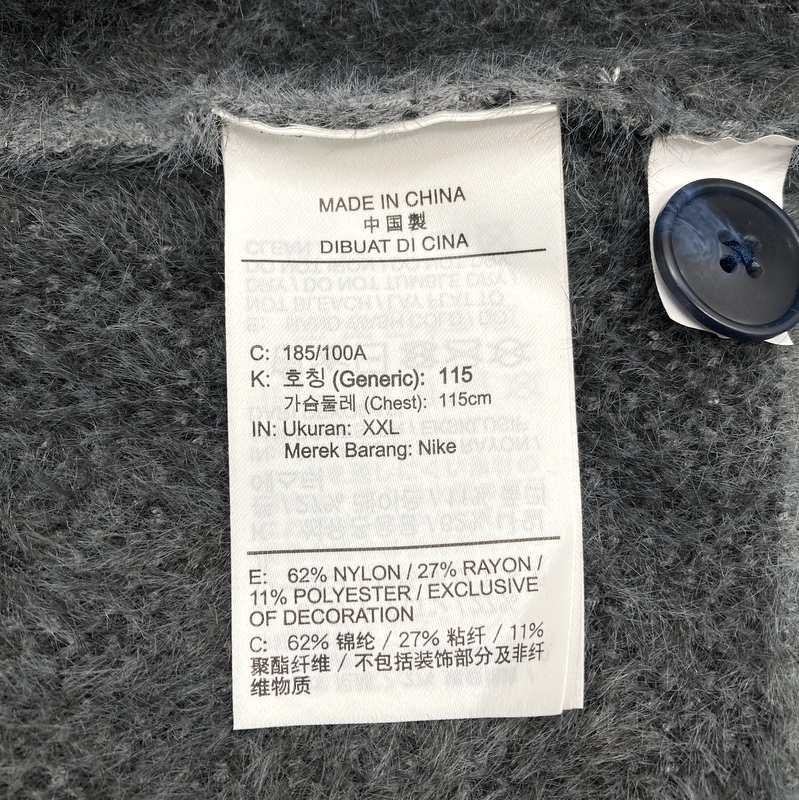 MADE IN CHINA
中国製
DIBUAT DI CINA
C: 185/100A
K: 호칭 (Generic): 115
가슴둘레 (Chest): 115cm
IN: Ukuran: XXL
Merek Barang: Nike
E: 62% NYLON / 27% RAYON /
11% POLYESTER / EXCLUSIVE
OF DECORATION
C: 62% 锦纶 / 27% 粘纤 / 11%
聚酯纤维 / 不包括装饰部分及非纤
维物质